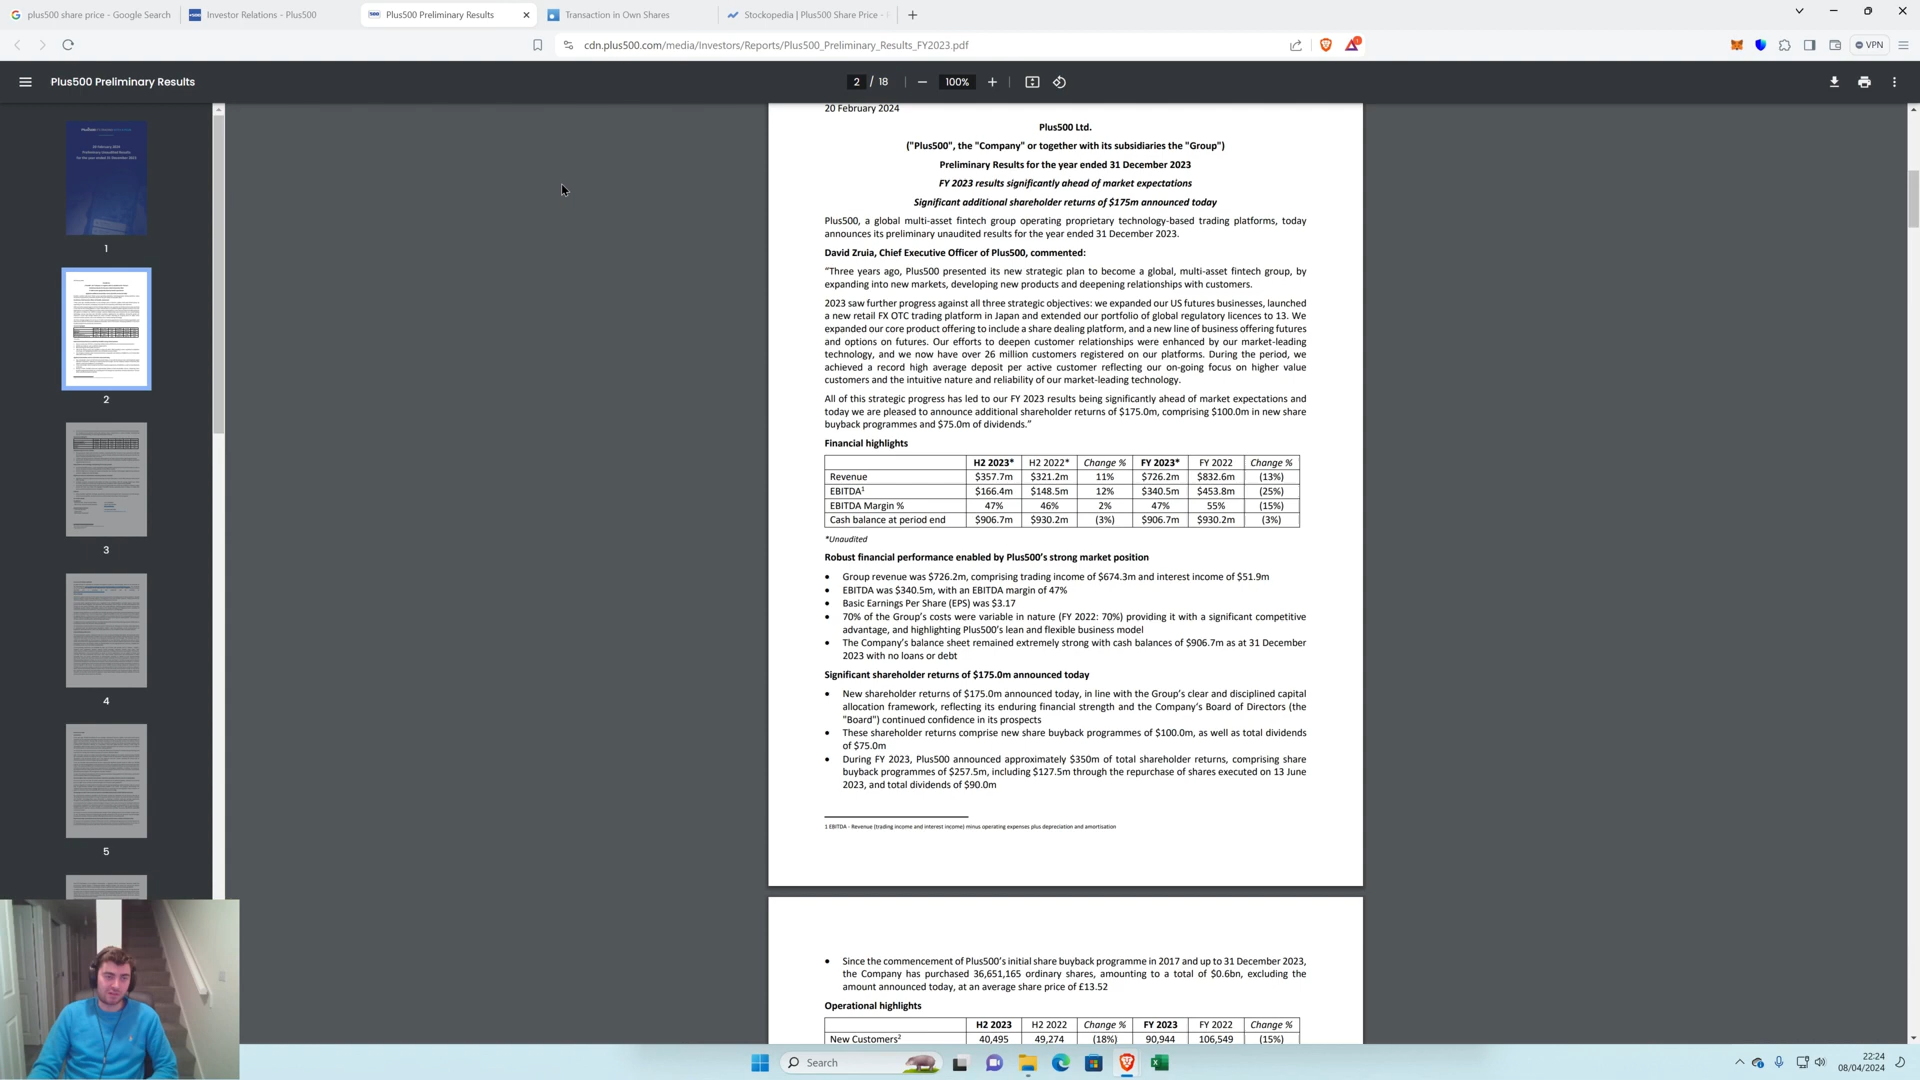 plus500 share price - Google Search
Investor Relations - Plus500
Plus500 Preliminary Results
Transaction in Own Shares
Stockopedia | Plus500 Share Price -
cdn.plus500.com/media/Investors/Reports/Plus500_Preliminary_Results_FY2023.pdf
VPN
Plus500 Preliminary Results
2 / 18
100%
1
2
3
4
5
20 February 2024
Plus500 Ltd.
("Plus500", the "Company" or together with its subsidiaries the "Group")
Preliminary Results for the year ended 31 December 2023
FY 2023 results significantly ahead of market expectations
Significant additional shareholder returns of $175m announced today
Plus500, a global multi-asset fintech group operating proprietary technology-based trading platforms, today
announces its preliminary unaudited results for the year ended 31 December 2023.
David Zruia, Chief Executive Officer of Plus500, commented:
"Three years ago, Plus500 presented its new strategic plan to become a global, multi-asset fintech group, by
expanding into new markets, developing new products and deepening relationships with customers.
2023 saw further progress against all three strategic objectives: we expanded our US futures businesses, launched
a new retail FX OTC trading platform in Japan and extended our portfolio of global regulatory licences to 13. We
expanded our core product offering to include a share dealing platform, and a new line of business offering futures
and options on futures. Our efforts to deepen customer relationships were enhanced by our market-leading
technology, and we now have over 26 million customers registered on our platforms. During the period, we
achieved a record high average deposit per active customer reflecting our on-going focus on higher value
customers and the intuitive nature and reliability of our market-leading technology.
All of this strategic progress has led to our FY 2023 results being significantly ahead of market expectations and
today we are pleased to announce additional shareholder returns of $175.0m, comprising $100.0m in new share
buyback programmes and $75.0m of dividends."
Financial highlights
H2 2023* H2 2022* Change % FY 2023* FY 2022 Change %
Revenue $357.7m $321.2m 11% $726.2m $832.6m (13%)
EBITDA1 $166.4m $148.5m 12% $340.5m $453.8m (25%)
EBITDA Margin % 47% 46% 2% 47% 55% (15%)
Cash balance at period end $906.7m $930.2m (3%) $906.7m $930.2m (3%)
*Unaudited
Robust financial performance enabled by Plus500's strong market position
• Group revenue was $726.2m, comprising trading income of $674.3m and interest income of $51.9m
• EBITDA was $340.5m, with an EBITDA margin of 47%
• Basic Earnings Per Share (EPS) was $3.17
• 70% of the Group's costs were variable in nature (FY 2022: 70%) providing it with a significant competitive
advantage, and highlighting Plus500's lean and flexible business model
• The Company's balance sheet remained extremely strong with cash balances of $906.7m as at 31 December
2023 with no loans or debt
Significant shareholder returns of $175.0m announced today
• New shareholder returns of $175.0m announced today, in line with the Group's clear and disciplined capital
allocation framework, reflecting its enduring financial strength and the Company's Board of Directors (the
"Board") continued confidence in its prospects
• These shareholder returns comprise new share buyback programmes of $100.0m, as well as total dividends
of $75.0m
• During FY 2023, Plus500 announced approximately $350m of total shareholder returns, comprising share
buyback programmes of $257.5m, including $127.5m through the repurchase of shares executed on 13 June
2023, and total dividends of $90.0m
1 EBITDA - Revenue (trading income and interest income) minus operating expenses plus depreciation and amortisation
• Since the commencement of Plus500's initial share buyback programme in 2017 and up to 31 December 2023,
the Company has purchased 36,651,165 ordinary shares, amounting to a total of $0.6bn, excluding the
amount announced today, at an average share price of £13.52
Operational highlights
H2 2023 H2 2022 Change % FY 2023 FY 2022 Change %
New Customers2 40,495 49,274 (18%) 90,944 106,549 (15%)
Search
22:24
08/04/2024